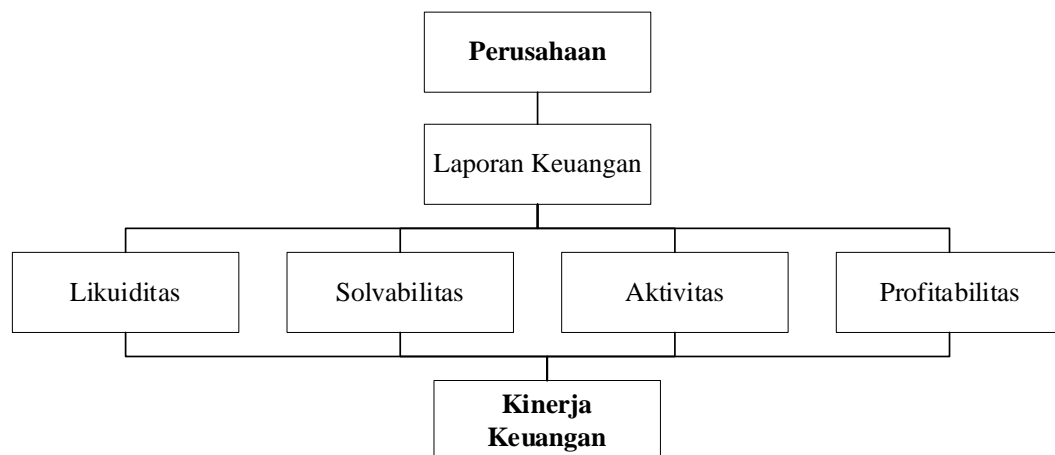 Perusahaan
Laporan Keuangan
Likuiditas
Solvabilitas
Aktivitas
Profitabilitas
Kinerja
Keuangan